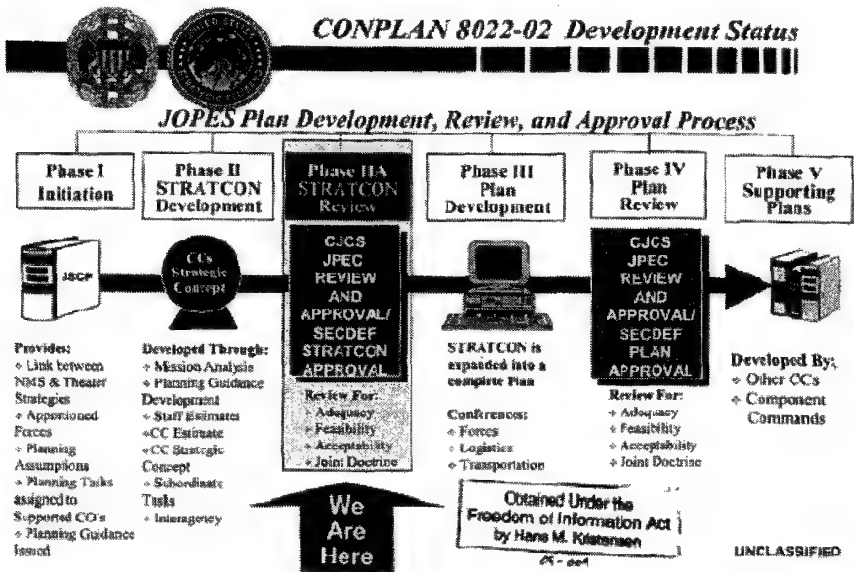 CONPLAN 8022-02 Development Status
JOPES Plan Development, Review, and Approval Process
Phase I
Initiation
Phase II
STRATCON
Development
Phase IIA
STRATCON
Review
Phase III
Plan
Development
Phase IV
Plan
Review
Phase V
Supporting
Plans
JSCP
CCs
Strategic
Concept
CJCS
JPEC
REVIEW
AND
APPROVAL/
SECDEF
STRATCON
APPROVAL
CJCS
JPEC
REVIEW
AND
APPROVAL/
SECDEF
PLAN
APPROVAL
Provides:
Link between
NMS & Theater
Strategies
Apportioned
Forces
Planning
Assumptions
Planning Tasks
assigned to
Supported CO's
Planning Guidance
Issued
Developed Through:
Mission Analysis
Planning Guidance
Development
Staff Estimates
CC Estimate
CC Strategic
Concept
Subordinate
Tasks
Interagency
Review For:
Adequacy
Feasibility
Acceptability
Joint Doctrine
STRATCON is
expanded into a
complete Plan
Conferences:
Forces
Logistics
Transportation
Review For:
Adequacy
Feasibility
Acceptability
Joint Doctrine
Developed By:
Other CCs
Component
Commands
We
Are
Here
Obtained Under the
Freedom of Information Act
by Hans M. Kristensen
UNCLASSIFIED